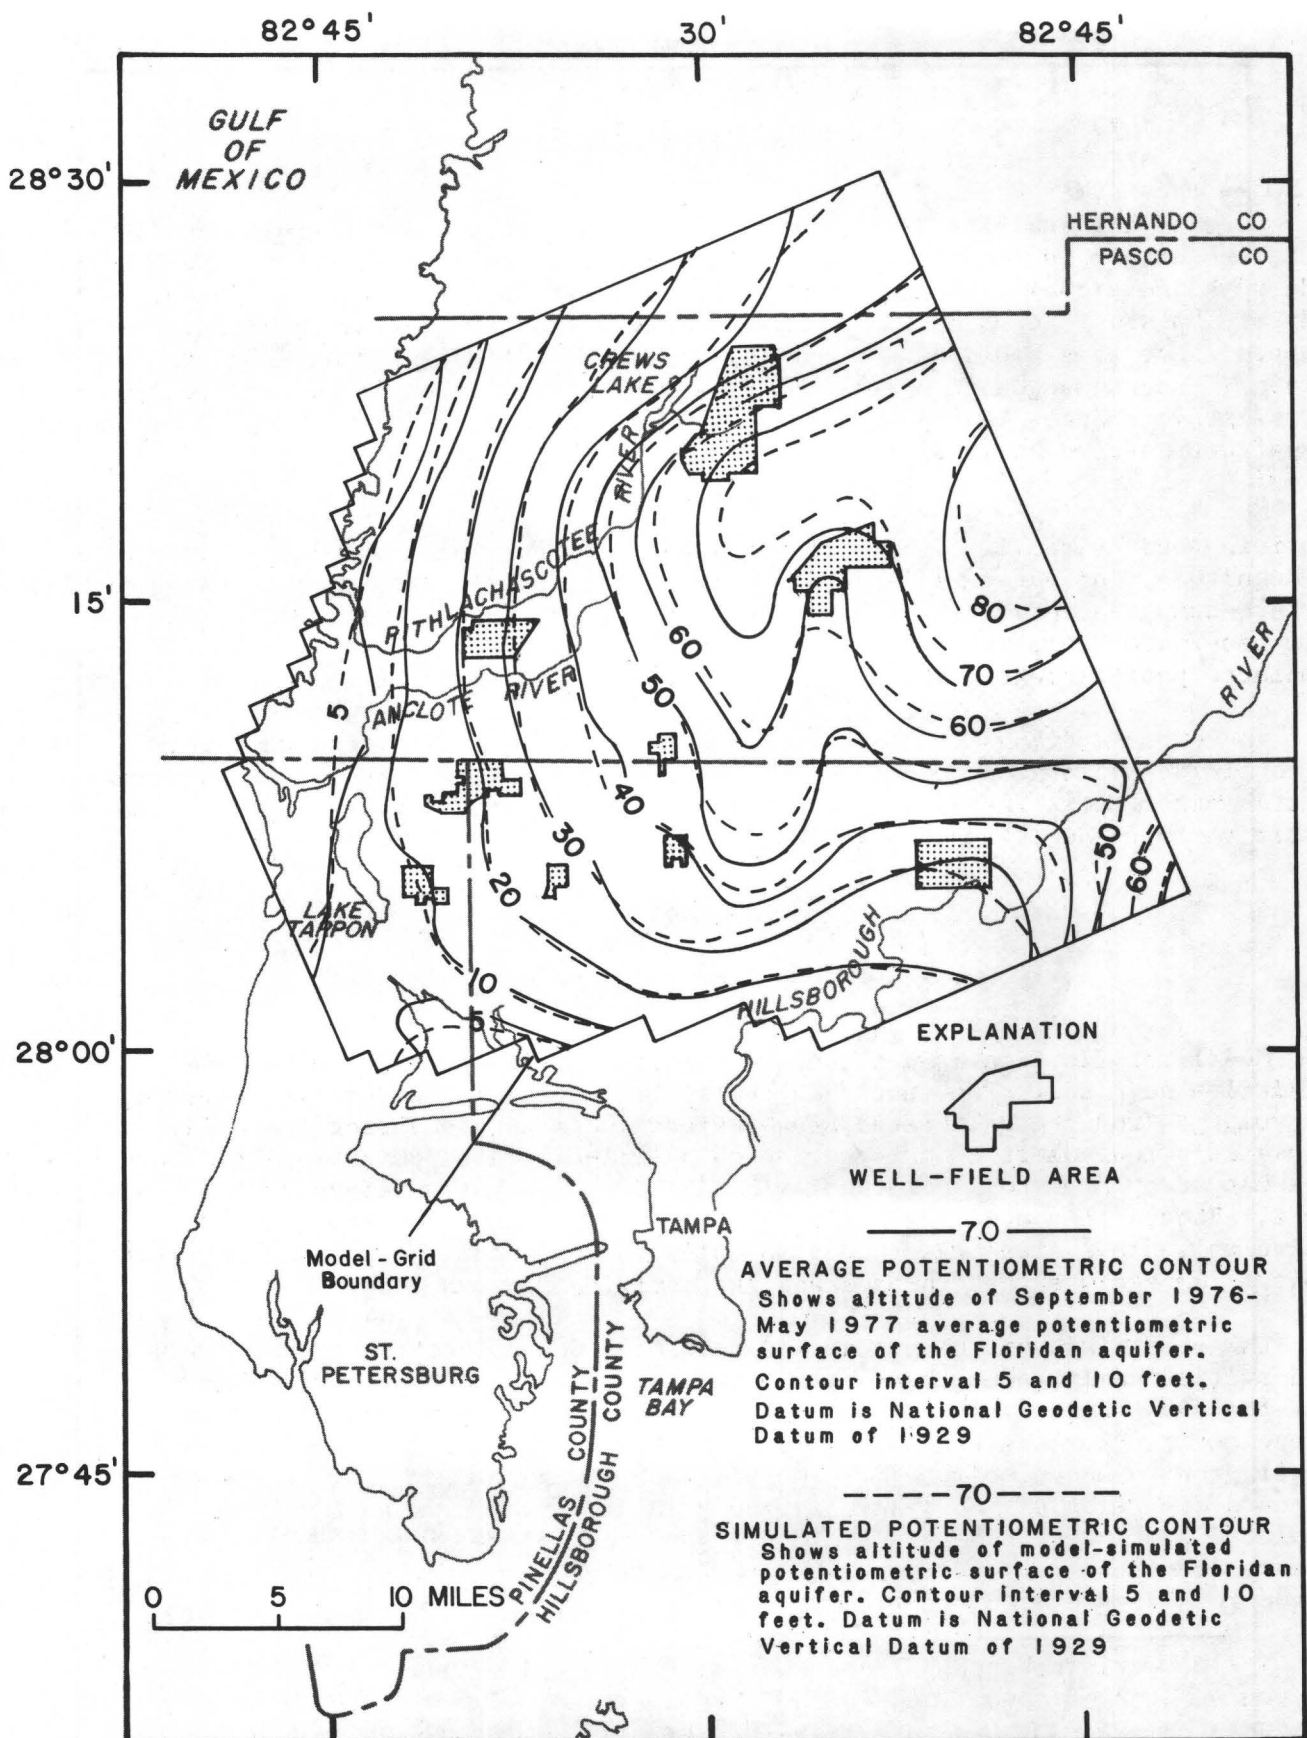 82°45'
30'
82°45'
GULF
OF
MEXICO
28°30'
HERNANDO CO
PASCO CO
CREWS
LAKE
RIVER
PITHLACHASCOTEE
15'
80
60
RIVER
70
50
RIVER
ANCLOTE
5
60
40
30
50
20
60
LAKE
TARPON
HILLSBOROUGH
10
5
28°00'
EXPLANATION
WELL-FIELD AREA
TAMPA
70
Model-Grid
Boundary
AVERAGE POTENTIOMETRIC CONTOUR
Shows altitude of September 1976-
May 1977 average potentiometric
surface of the Floridan aquifer.
Contour interval 5 and 10 feet.
Datum is National Geodetic Vertical
Datum of 1929
ST.
PETERSBURG
TAMPA
BAY
COUNTY
COUNTY
27°45'
70
PINELLAS
HILLSBOROUGH
SIMULATED POTENTIOMETRIC CONTOUR
Shows altitude of model-simulated
potentiometric surface of the Floridan
aquifer. Contour interval 5 and 10
feet. Datum is National Geodetic
Vertical Datum of 1929
0 5 10 MILES